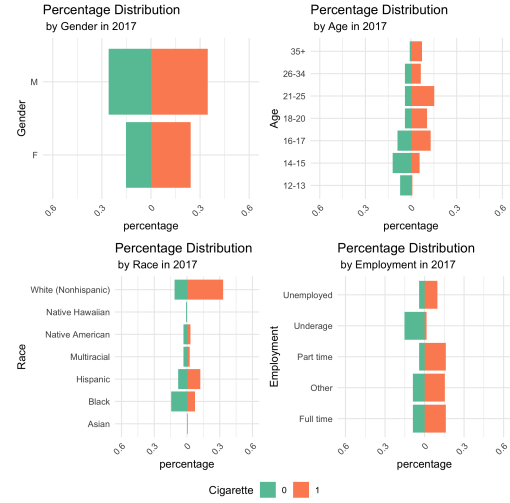 Percentage Distribution
by Gender in 2017
Gender
M
F
0.6
0.3
0
0.3
0.6
percentage
Percentage Distribution
by Age in 2017
Age
35+
26-34
21-25
18-20
16-17
14-15
12-13
0.6
0.3
0
0.3
0.6
percentage
Percentage Distribution
by Race in 2017
Race
White (Nonhispanic)
Native Hawaiian
Native American
Multiracial
Hispanic
Black
Asian
0.6
0.3
0
0.3
0.6
percentage
Percentage Distribution
by Employment in 2017
Employment
Unemployed
Underage
Part time
Other
Full time
0.6
0.3
0
0.3
0.6
percentage
Cigarette 0 1